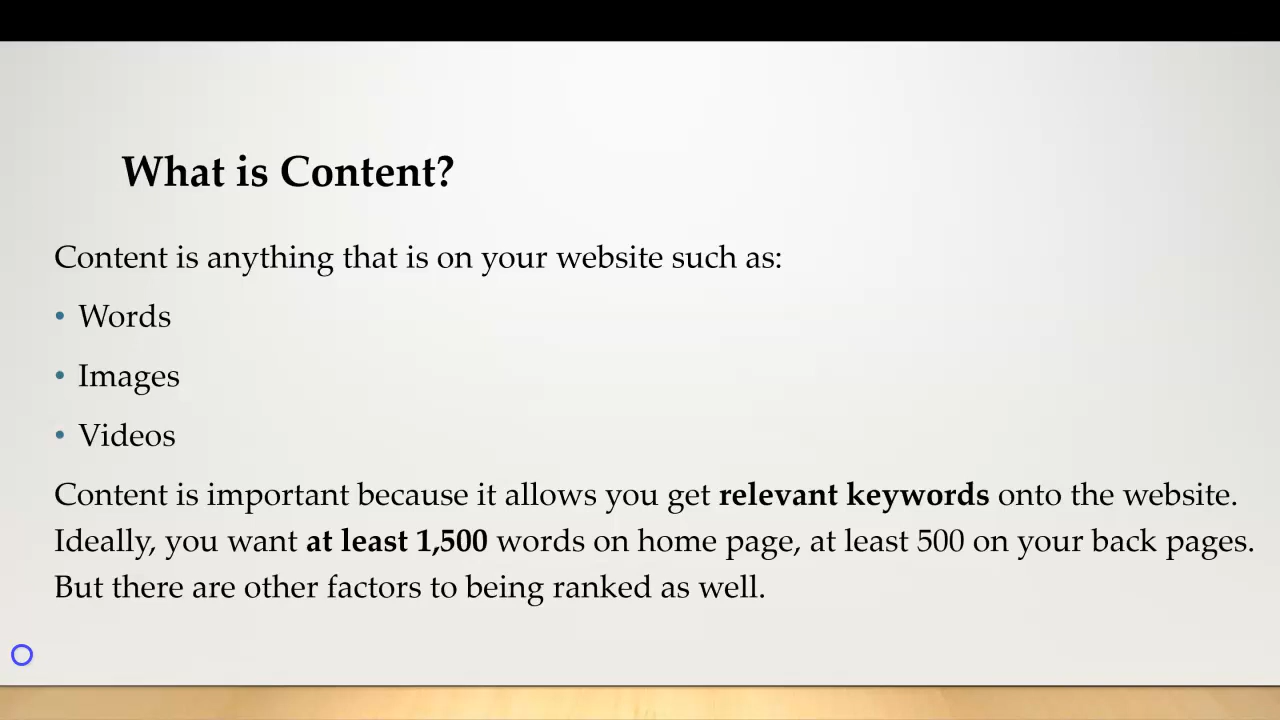 What is Content?
Content is anything that is on your website such as:
• Words
• Images
• Videos
Content is important because it allows you get relevant keywords onto the website.
Ideally, you want at least 1,500 words on home page, at least 500 on your back pages.
But there are other factors to being ranked as well.